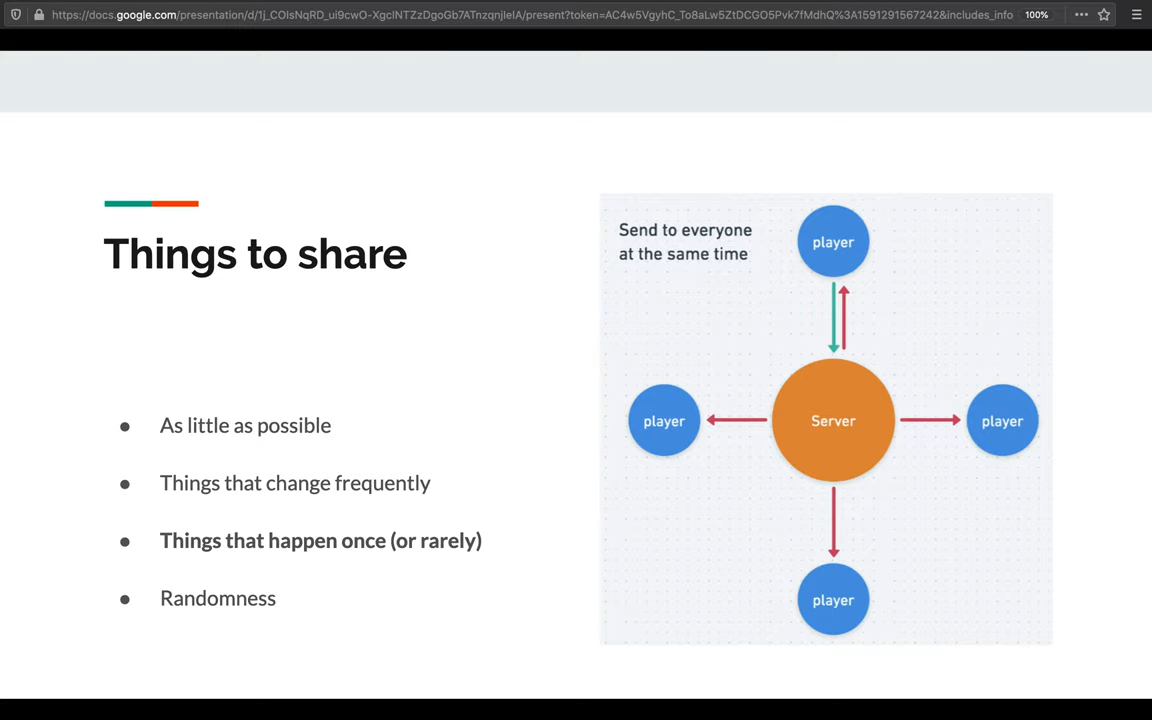 https://docs.google.com/presentation/d/1j_COIsNqRD_ui9cwO-XgcINTZzDgoGb7ATnzqnjIeIA/present?token=AC4w5VgyhC_To8aLw5ZtDCGO5Pvk7fMdhQ%3A1591291567242&includes_info
100%
Things to share
As little as possible
Things that change frequently
Things that happen once (or rarely)
Randomness
Send to everyone
at the same time
player
player
Server
player
player